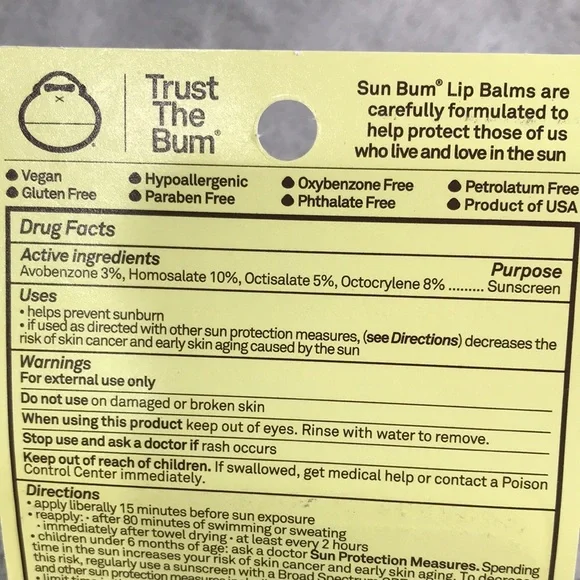 Trust
The
Bum®
Sun Bum® Lip Balms are
carefully formulated to
help protect those of us
who live and love in the sun
Vegan
Hypoallergenic
Oxybenzone Free
Petrolatum Free
Gluten Free
Paraben Free
Phthalate Free
Product of USA
Drug Facts
Active ingredients
Purpose
Avobenzone 3%, Homosalate 10%, Octisalate 5%, Octocrylene 8% ......... Sunscreen
Uses
• helps prevent sunburn
• if used as directed with other sun protection measures, (see Directions) decreases the
risk of skin cancer and early skin aging caused by the sun
Warnings
For external use only
Do not use on damaged or broken skin
When using this product keep out of eyes. Rinse with water to remove.
Stop use and ask a doctor if rash occurs
Keep out of reach of children. If swallowed, get medical help or contact a Poison
Control Center immediately.
Directions
• apply liberally 15 minutes before sun exposure
• reapply: • after 80 minutes of swimming or sweating
• immediately after towel drying • at least every 2 hours
• children under 6 months of age: ask a doctor Sun Protection Measures. Spending
time in the sun increases your risk of skin cancer and early skin aging. To decrease
this risk, regularly use a sunscreen with a Broad Spectrum
and other sun protection measures
• limit time